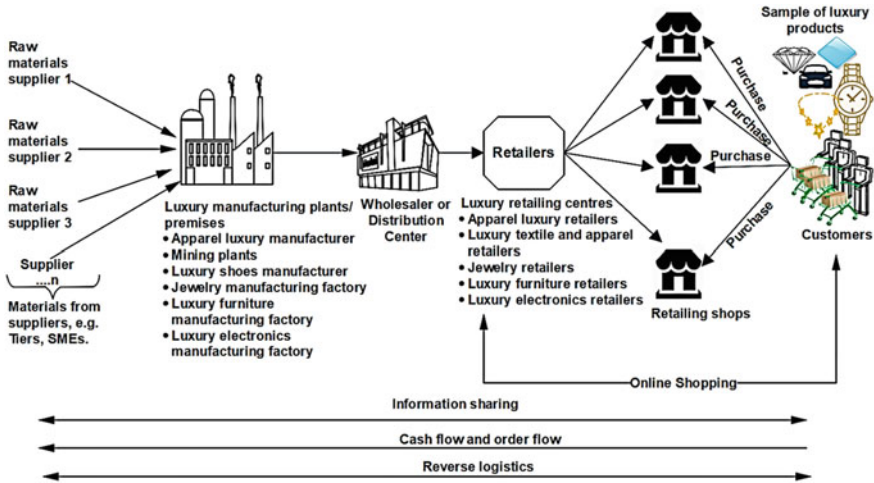 Raw
materials
supplier 1
Raw
materials
supplier 2
Raw
materials
supplier 3
Supplier
....n
Materials from
suppliers, e.g.
Tiers, SMEs.
Luxury manufacturing plants/
premises
• Apparel luxury manufacturer
• Mining plants
• Luxury shoes manufacturer
• Jewelry manufacturing factory
• Luxury furniture
manufacturing factory
• Luxury electronics
manufacturing factory
Wholesaler or
Distribution
Center
Retailers
Luxury retailing centres
• Apparel luxury retailers
• Luxury textile and apparel
retailers
• Jewelry retailers
• Luxury furniture retailers
• Luxury electronics retailers
Retailing shops
Purchase
Purchase
Purchase
Purchase
Sample of luxury
products
Customers
Online Shopping
Information sharing
Cash flow and order flow
Reverse logistics